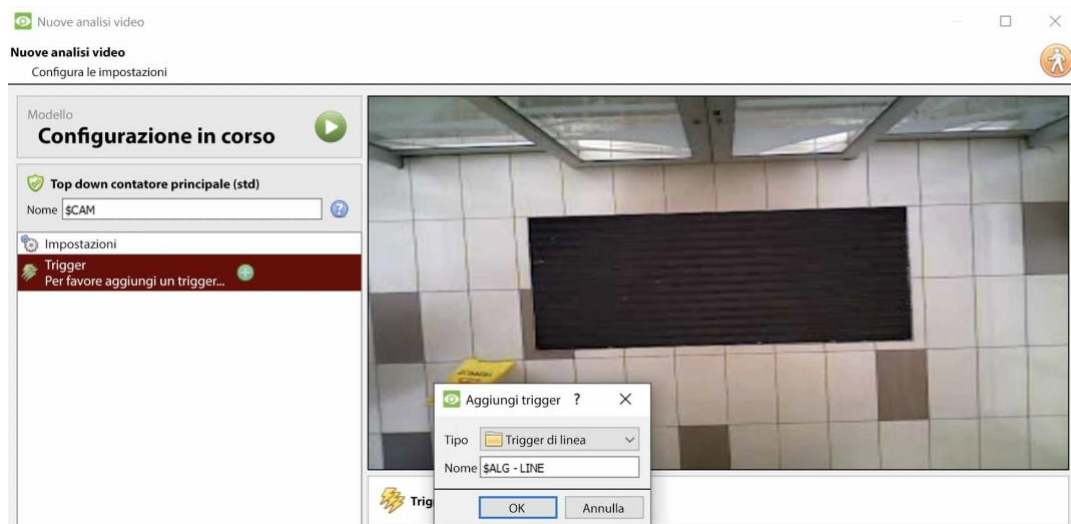 Nuove analisi video
Nuove analisi video
Configura le impostazioni
Modello
Configurazione in corso
Top down contatore principale (std)
Nome $CAM
Impostazioni
Trigger
Per favore aggiungi un trigger...
Aggiungi trigger ?
Tipo Trigger di linea
Nome $ALG - LINE
Trig
OK Annulla